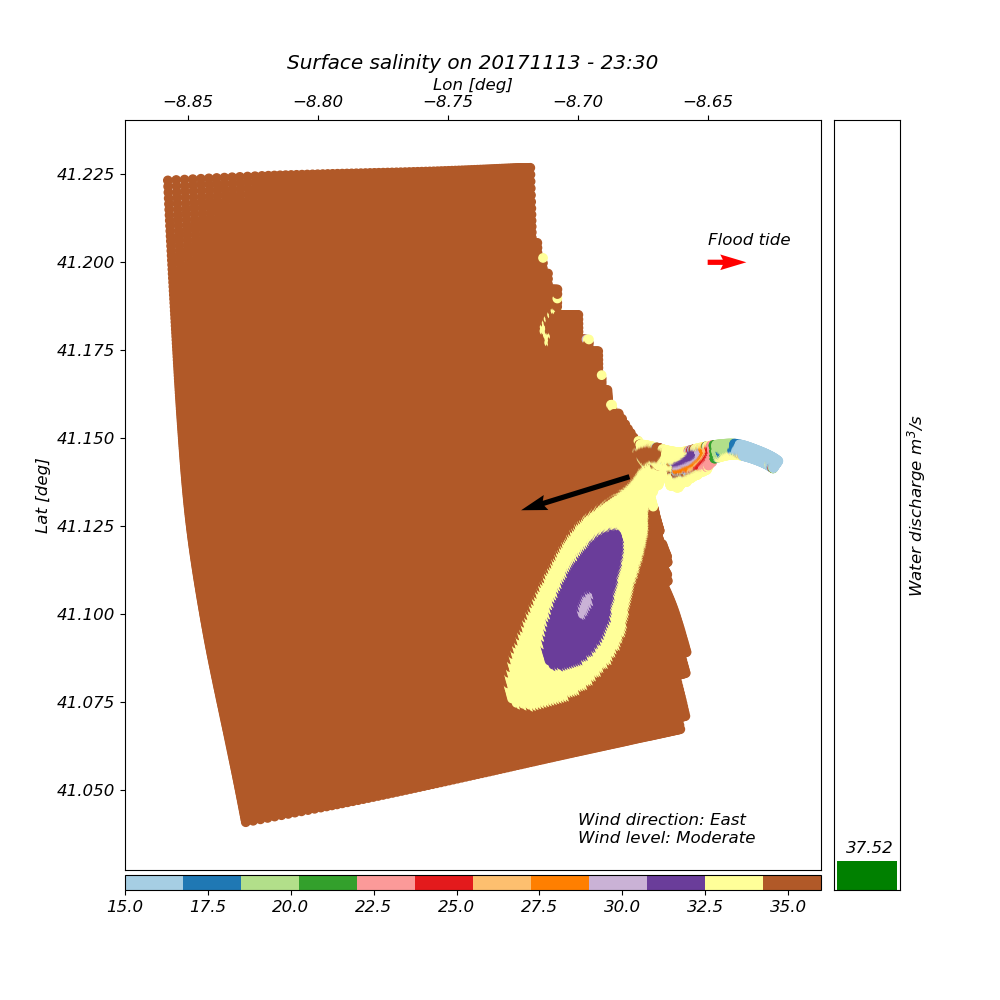 Surface salinity on 20171113 - 23:30
Lon [deg]
−8.85 −8.80 −8.75 −8.70 −8.65
41.225
41.200
41.175
41.150
41.125
41.100
41.075
41.050
Lat [deg]
Flood tide
Wind direction: East
Wind level: Moderate
15.0 17.5 20.0 22.5 25.0 27.5 30.0 32.5 35.0
37.52
Water discharge m³/s